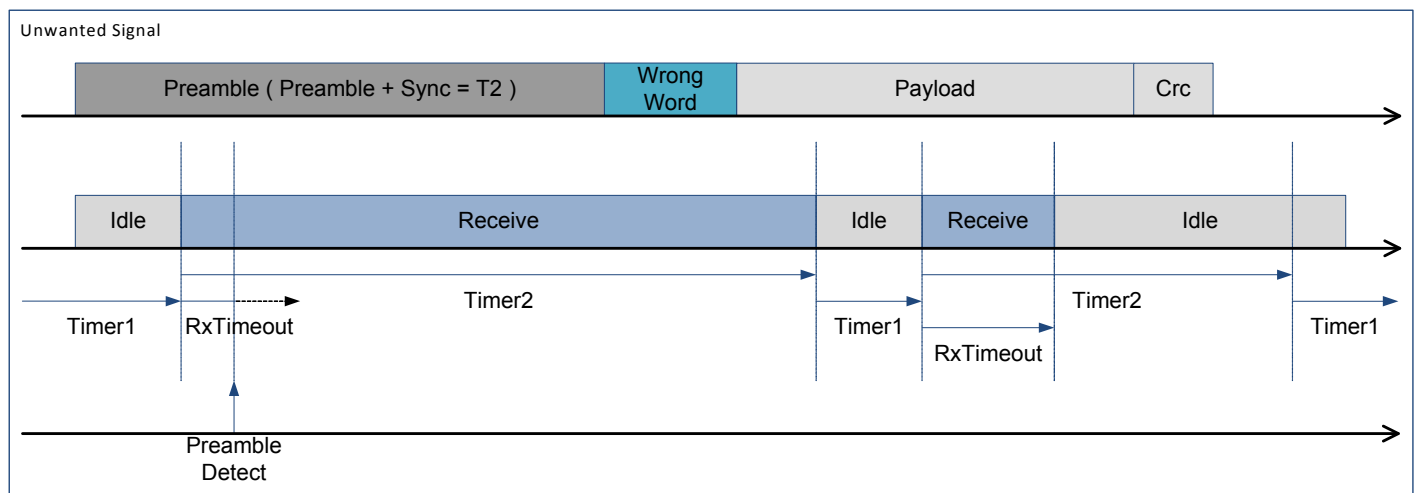 Unwanted Signal
Preamble ( Preamble + Sync = T2 )
Wrong
Word
Payload
Crc
Idle
Receive
Idle
Receive
Idle
Timer2
Timer2
Timer1
RxTimeout
Timer1
Timer1
RxTimeout
Preamble
Detect